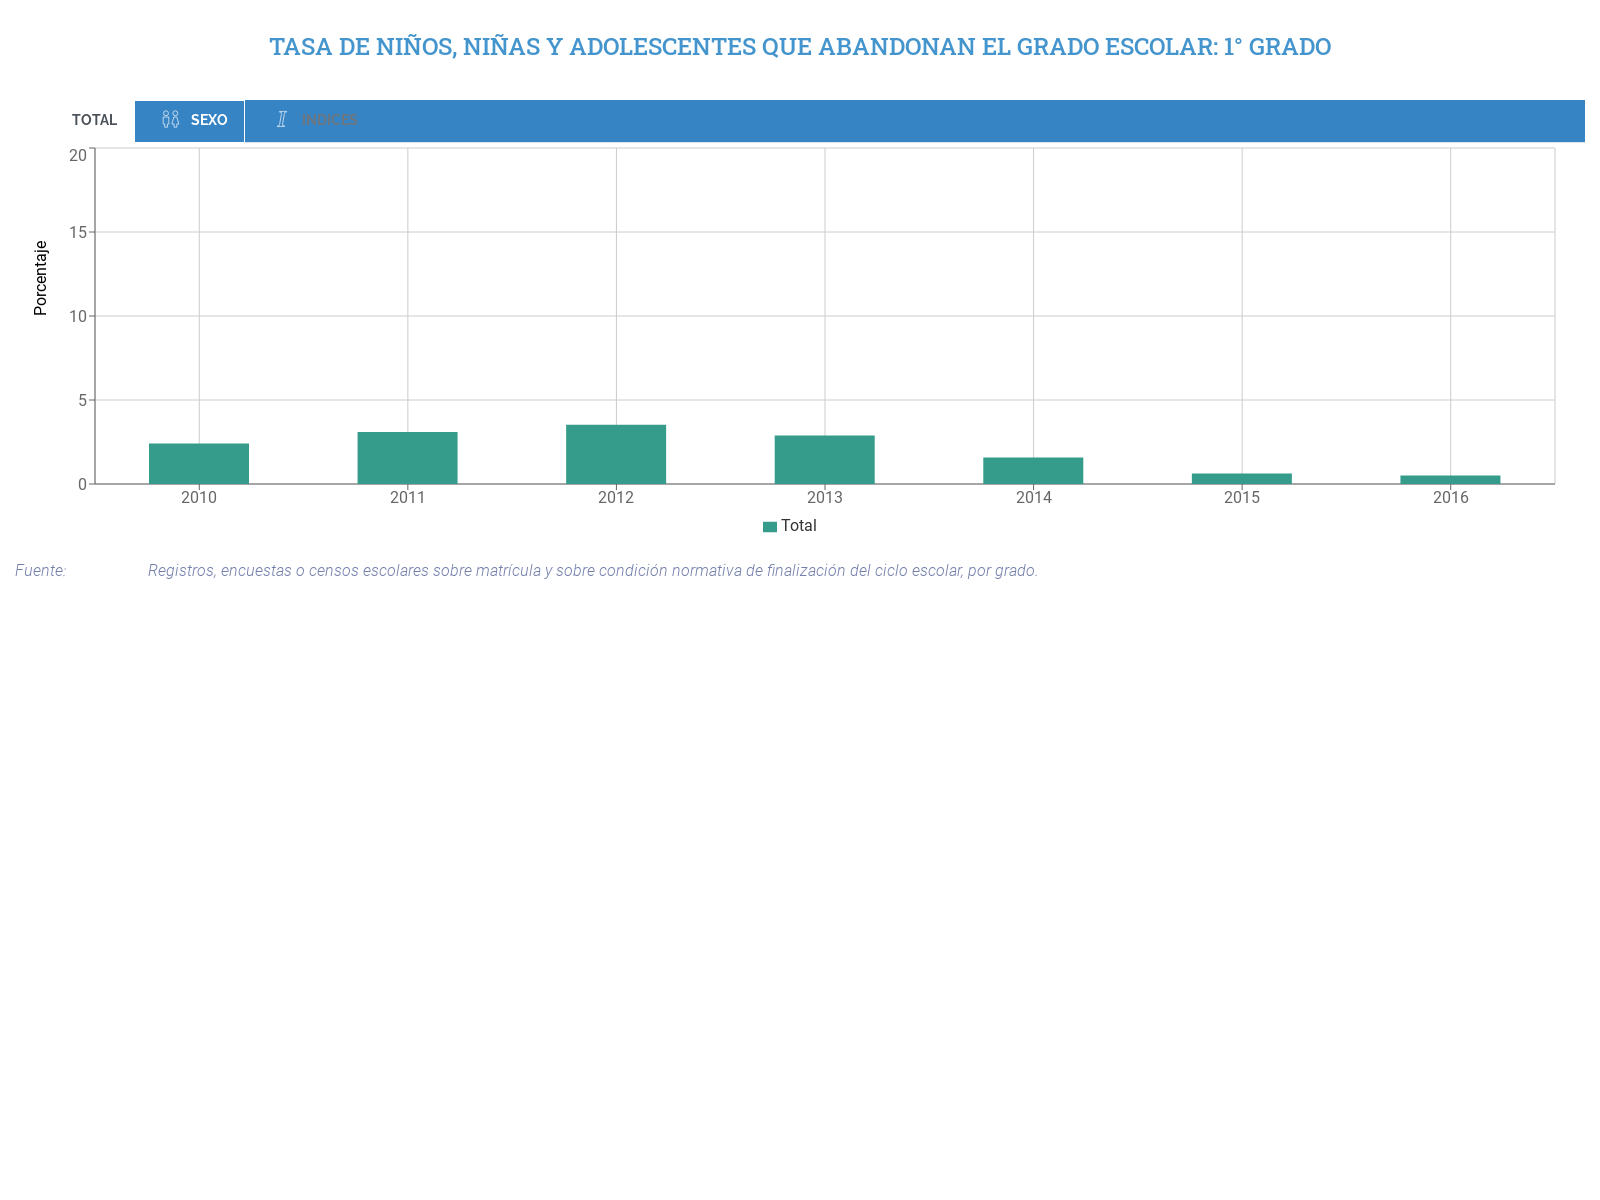 TASA DE NIÑOS, NIÑAS Y ADOLESCENTES QUE ABANDONAN EL GRADO ESCOLAR: 1° GRADO
TOTAL SEXO INDICES
20
15
10
5
0
Porcentaje
2010 2011 2012 2013 2014 2015 2016
Total
Fuente: Registros, encuestas o censos escolares sobre matrícula y sobre condición normativa de finalización del ciclo escolar, por grado.